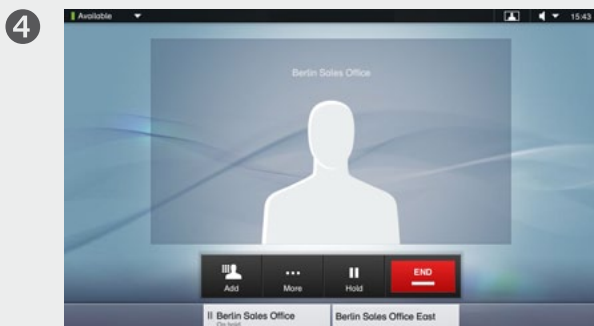 4
Available 15:43
Berlin Sales Office
Add More Hold END
Berlin Sales Office Berlin Sales Office East
On hold